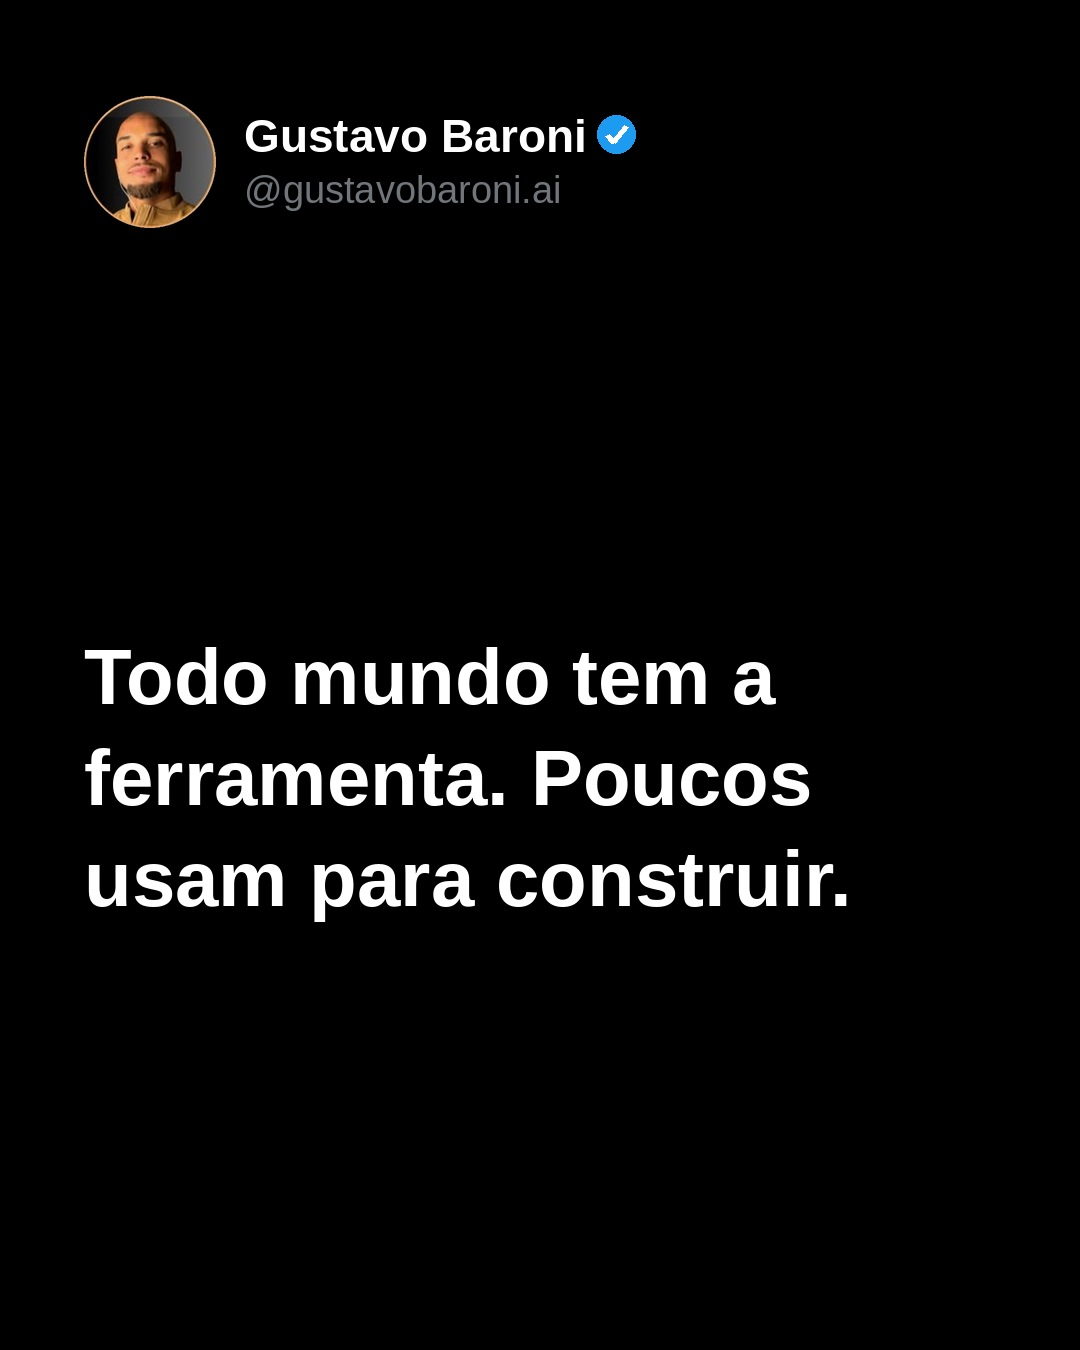 Gustavo Baroni
@gustavobaroni.ai
Todo mundo tem a
ferramenta. Poucos
usam para construir.